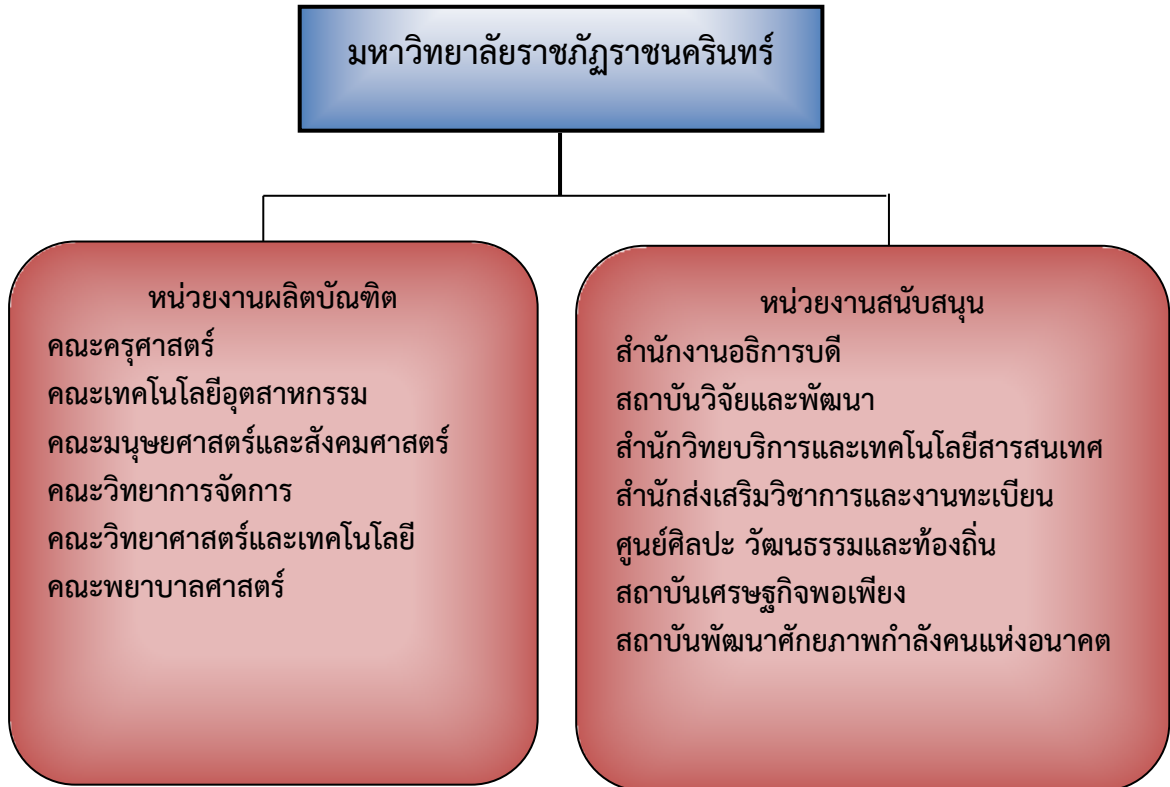 มหาวิทยาลัยราชภัฏราชนครินทร์
หน่วยงานผลิตบัณฑิต
คณะครุศาสตร์
คณะเทคโนโลยีอุตสาหกรรม
คณะมนุษยศาสตร์และสังคมศาสตร์
คณะวิทยาการจัดการ
คณะวิทยาศาสตร์และเทคโนโลยี
คณะพยาบาลศาสตร์
หน่วยงานสนับสนุน
สำนักงานอธิการบดี
สถาบันวิจัยและพัฒนา
สำนักวิทยบริการและเทคโนโลยีสารสนเทศ
สำนักส่งเสริมวิชาการและงานทะเบียน
ศูนย์ศิลปะ วัฒนธรรมและท้องถิ่น
สถาบันเศรษฐกิจพอเพียง
สถาบันพัฒนาศักยภาพกำลังคนแห่งอนาคต